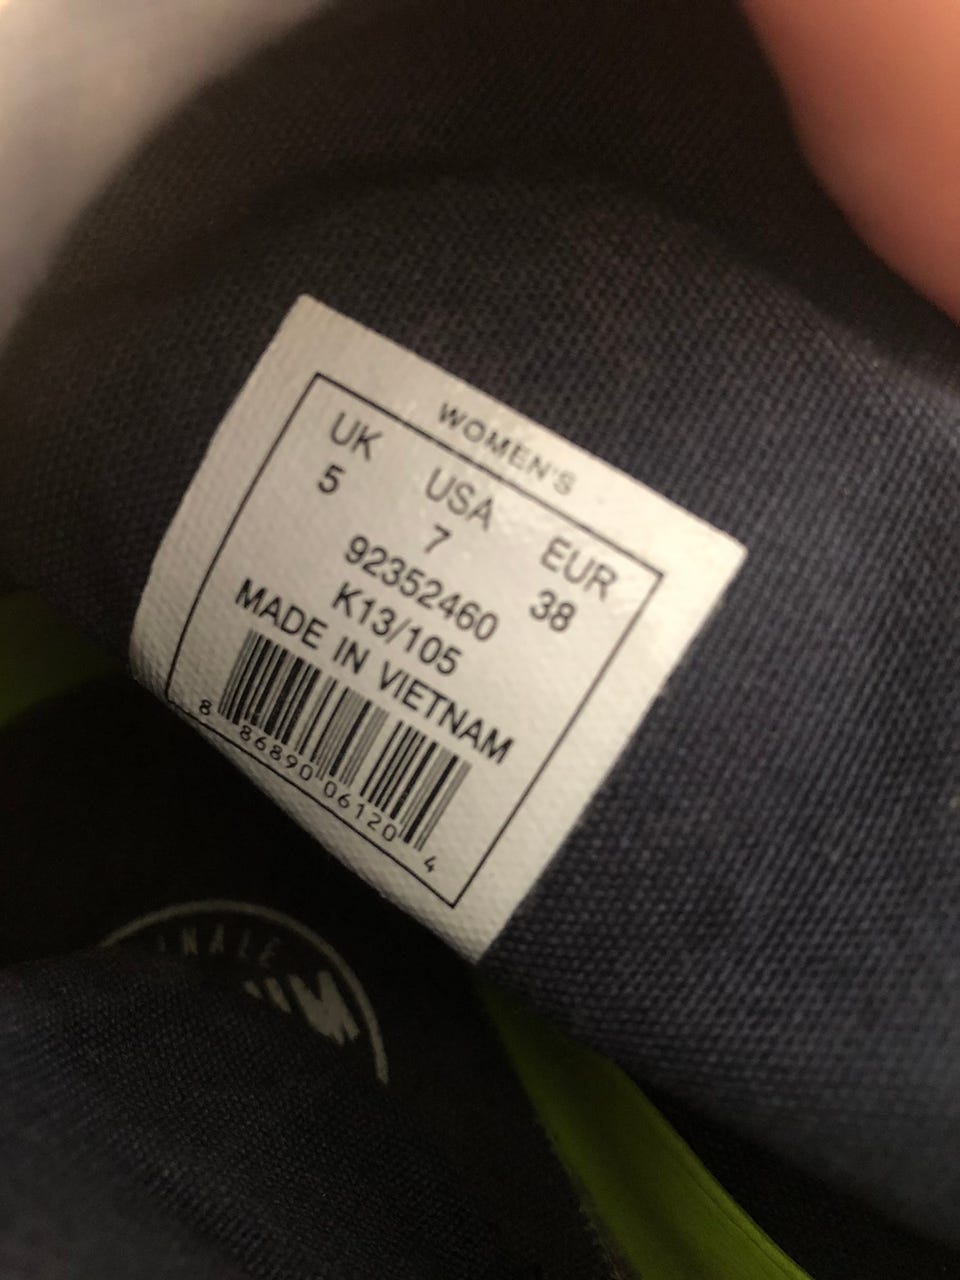 WOMEN'S
UK USA EUR
5 7 38
92352460
K13/105
MADE IN VIETNAM
8 86890 06120 4